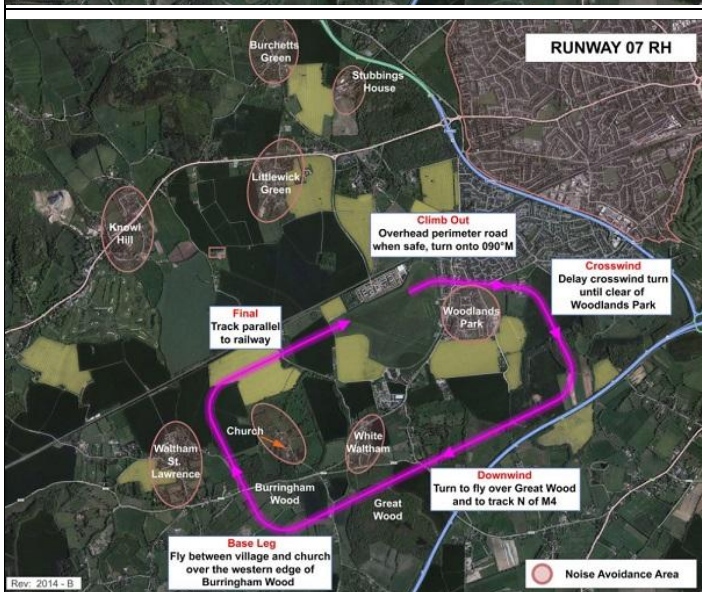 RUNWAY 07 RH
Burchetts
Green
Stubbings
House
Littlewick
Green
Knowl
Hill
Climb Out
Overhead perimeter road
when safe, turn onto 090°M
Crosswind
Delay crosswind turn
until clear of
Woodlands Park
Final
Track parallel
to railway
Woodlands
Park
Church
White
Waltham
Waltham
St.
Lawrence
Burringham
Wood
Great
Wood
Downwind
Turn to fly over Great Wood
and to track N of M4
Base Leg
Fly between village and church
over the western edge of
Burringham Wood
Noise Avoidance Area
Rev: 2014 - B